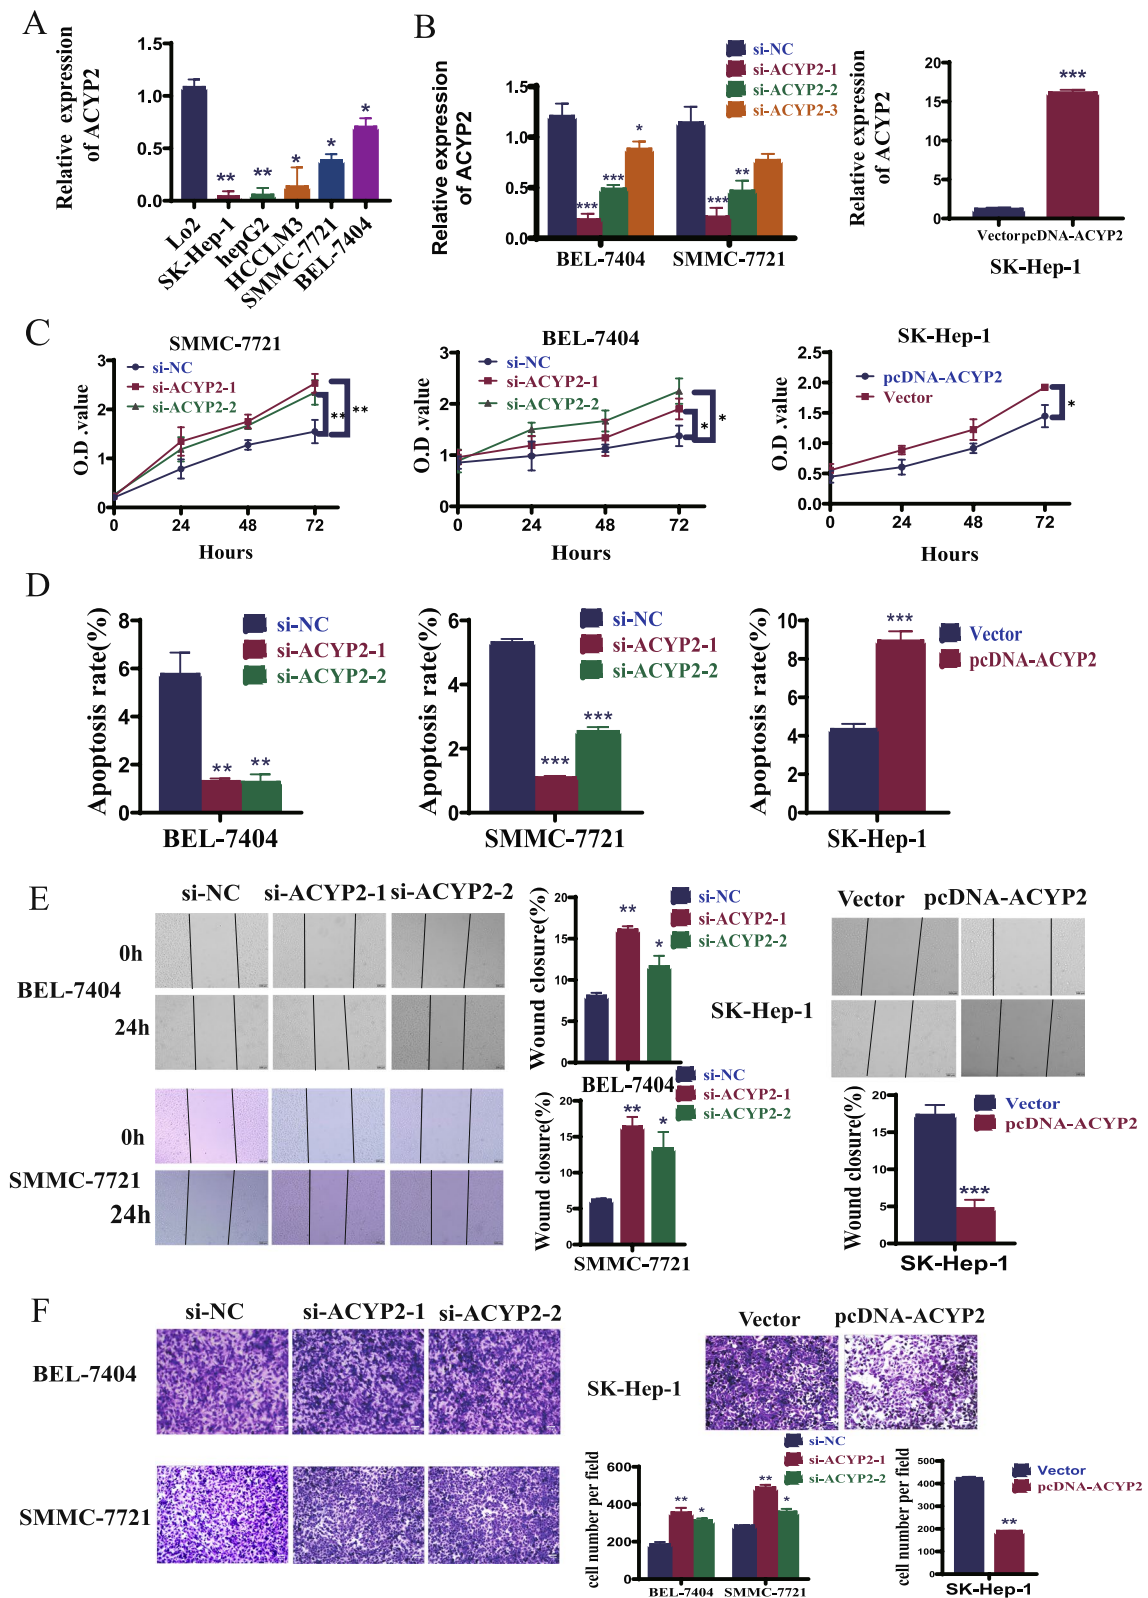 A
Relative expression
of ACYP2
1.5
1.0
0.5
0.0
** ** * * *
Lo2
SK-Hep-1
hepG2
HCCLM3
SMMC-7721
BEL-7404
B
Relative expression
of ACYP2
1.5
1.0
0.5
0.0
si-NC
si-ACYP2-1
si-ACYP2-2
si-ACYP2-3
*** *** * *** **
BEL-7404 SMMC-7721
Relative expression
of ACYP2
20
15
10
5
0
***
Vector pcDNA-ACYP2
SK-Hep-1
C
SMMC-7721
O.D .value
3
2
1
0
si-NC
si-ACYP2-1
si-ACYP2-2
** **
0 24 48 72
Hours
BEL-7404
O.D .value
3
2
1
0
si-NC
si-ACYP2-1
si-ACYP2-2
* *
0 24 48 72
Hours
SK-Hep-1
O.D .value
2.5
2.0
1.5
1.0
0.5
0.0
pcDNA-ACYP2
Vector
*
0 24 48 72
Hours
D
Apoptosis rate(%)
8
6
4
2
0
si-NC
si-ACYP2-1
si-ACYP2-2
** **
BEL-7404
Apoptosis rate(%)
6
4
2
0
si-NC
si-ACYP2-1
si-ACYP2-2
*** ***
SMMC-7721
Apoptosis rate(%)
10
8
6
4
2
0
***
Vector
pcDNA-ACYP2
SK-Hep-1
E
si-NC si-ACYP2-1 si-ACYP2-2
0h
BEL-7404
24h
0h
SMMC-7721
24h
Wound closure(%)
20
15
10
5
0
** *
si-NC
si-ACYP2-1
si-ACYP2-2
BEL-7404
Wound closure(%)
20
15
10
5
0
** *
si-NC
si-ACYP2-1
si-ACYP2-2
SMMC-7721
Vector pcDNA-ACYP2
SK-Hep-1
Wound closure(%)
20
15
10
5
0
***
Vector
pcDNA-ACYP2
SK-Hep-1
F
si-NC si-ACYP2-1 si-ACYP2-2
BEL-7404
SMMC-7721
Vector pcDNA-ACYP2
SK-Hep-1
cell number per field
600
400
200
0
** * ** *
si-NC
si-ACYP2-1
si-ACYP2-2
BEL-7404 SMMC-7721
cell number per field
500
400
300
200
100
0
**
Vector
pcDNA-ACYP2
SK-Hep-1